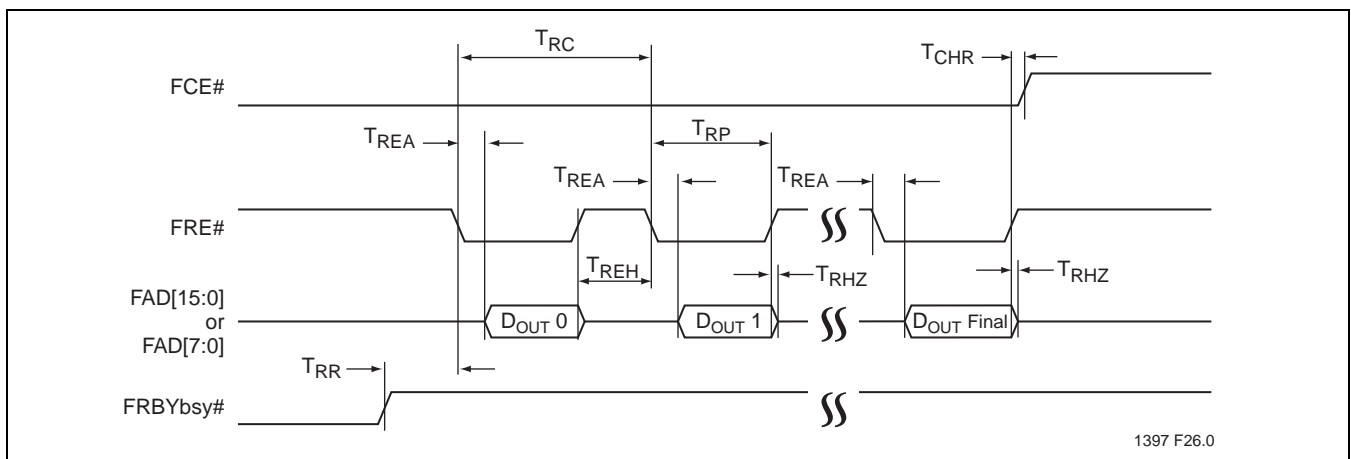 TRC
TCHR
FCE#
TREA
TRP
TREA
TREA
FRE#
TREH
TRHZ
TRHZ
FAD[15:0]
or
FAD[7:0]
DOUT 0
DOUT 1
DOUT Final
TRR
FRBYbsy#
1397 F26.0